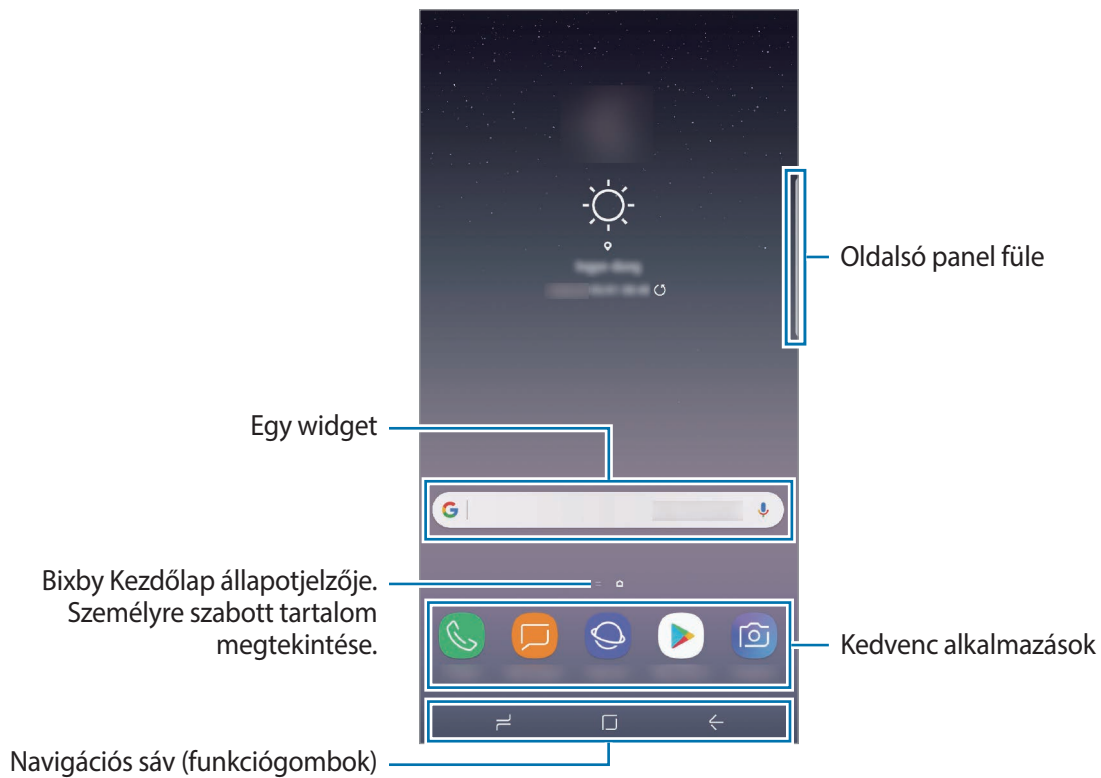 Oldalsó panel füle
Egy widget
Bixby Kezdőlap állapotjelzője.
Személyre szabott tartalom
megtekintése.
Kedvenc alkalmazások
Navigációs sáv (funkciógombok)